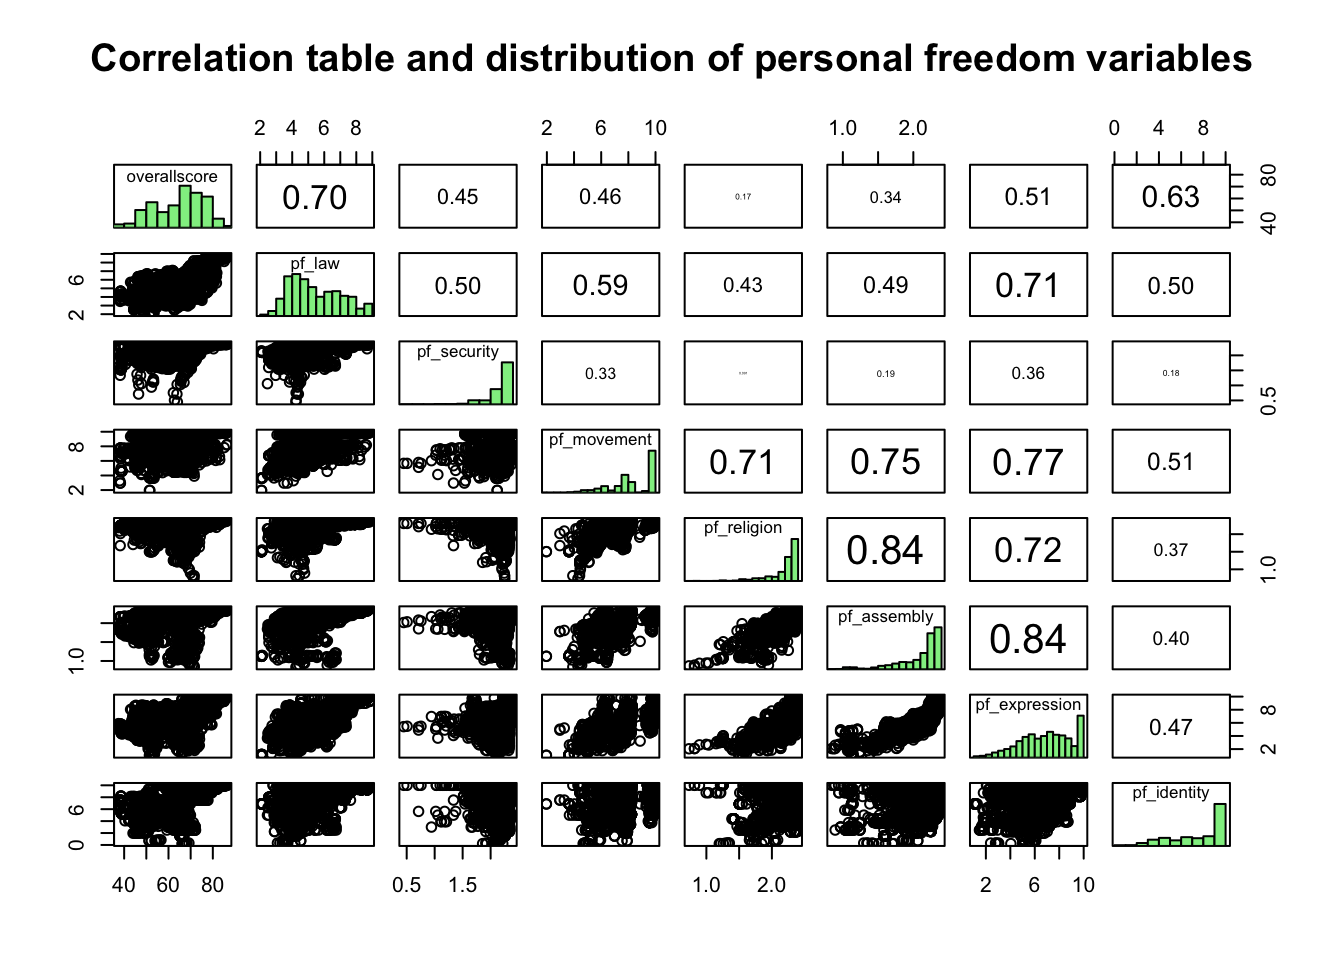 Correlation table and distribution of personal freedom variables
2 4 6 8 2 6 10 1.0 2.0 0 4 8
overallscore 0.70 0.45 0.46 0.17 0.34 0.51 0.63 40 80
2 6 pf_law 0.50 0.59 0.43 0.49 0.71 0.50
pf_security 0.33 0.19 0.36 0.18 0.5
2 8 pf_movement 0.71 0.75 0.77 0.51
pf_religion 0.84 0.72 0.37 1.0
1.0 pf_assembly 0.84 0.40
pf_expression 0.47 2 8
0 6 pf_identity
40 60 80 0.5 1.5 1.0 2.0 2 6 10